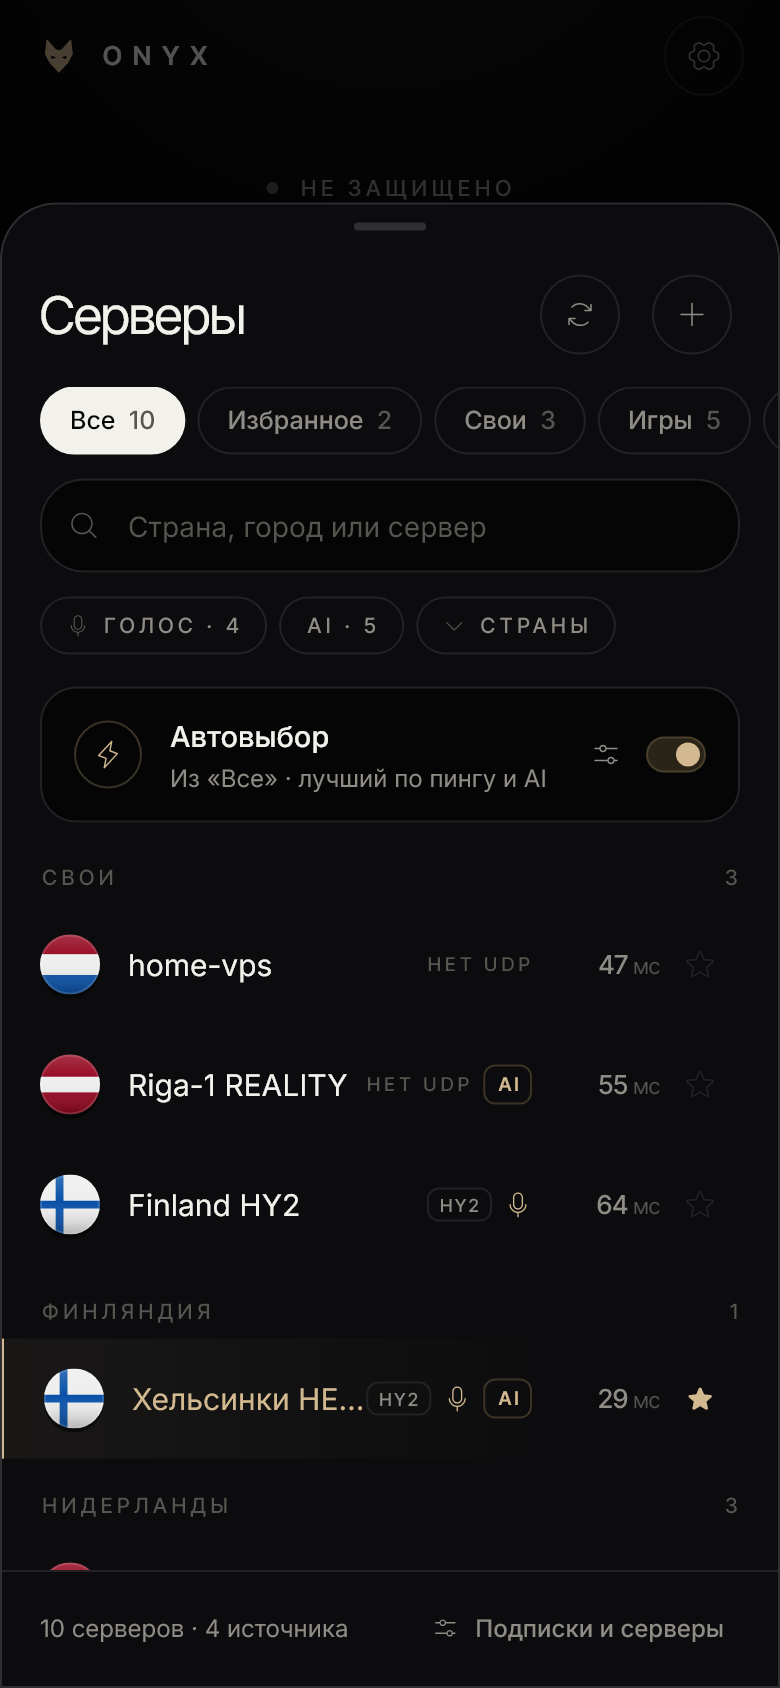 ONYX
НЕ ЗАЩИЩЕНО
Серверы
Все 10 Избранное 2 Свои 3 Игры 5
Страна, город или сервер
ГОЛОС · 4 AI · 5 СТРАНЫ
Автовыбор
Из «Все» · лучший по пингу и AI
СВОИ 3
home-vps НЕТ UDP 47 мс
Riga-1 REALITY НЕТ UDP AI 55 мс
Finland HY2 HY2 64 мс
ФИНЛЯНДИЯ 1
Хельсинки HE... HY2 AI 29 мс
НИДЕРЛАНДЫ 3
10 серверов · 4 источника Подписки и серверы